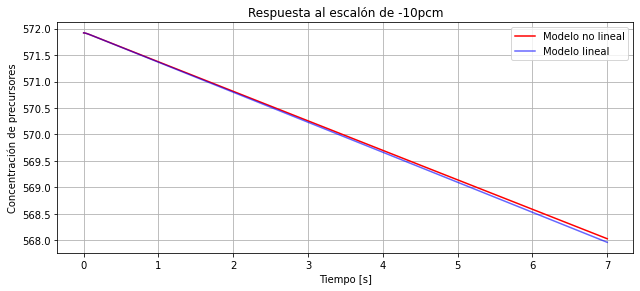 Respuesta al escalón de -10pcm
Concentración de precursores
572.0
571.5
571.0
570.5
570.0
569.5
569.0
568.5
568.0
Modelo no lineal
Modelo lineal
0 1 2 3 4 5 6 7
Tiempo [s]